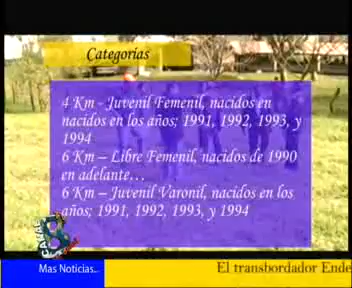 Categorías
4 Km - Juvenil Femenil, nacidos en
nacidos en los años; 1991, 1992, 1993, y
1994
6 Km – Libre Femenil, nacidos de 1990
en adelante...
6 Km – Juvenil Varonil, nacidos en los
años; 1991, 1992, 1993, y 1994
CANAL
8
Mas Noticias..
El transbordador Ende